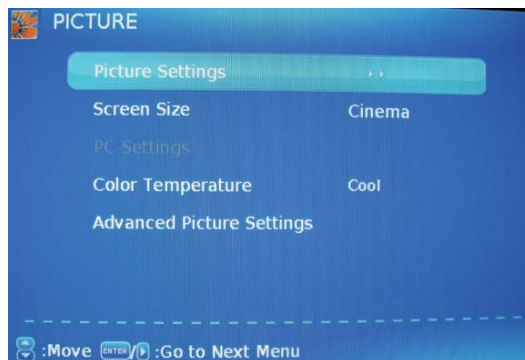 PICTURE
Picture Settings
Screen Size Cinema
PC Settings
Color Temperature Cool
Advanced Picture Settings
:Move ENTER/ :Go to Next Menu